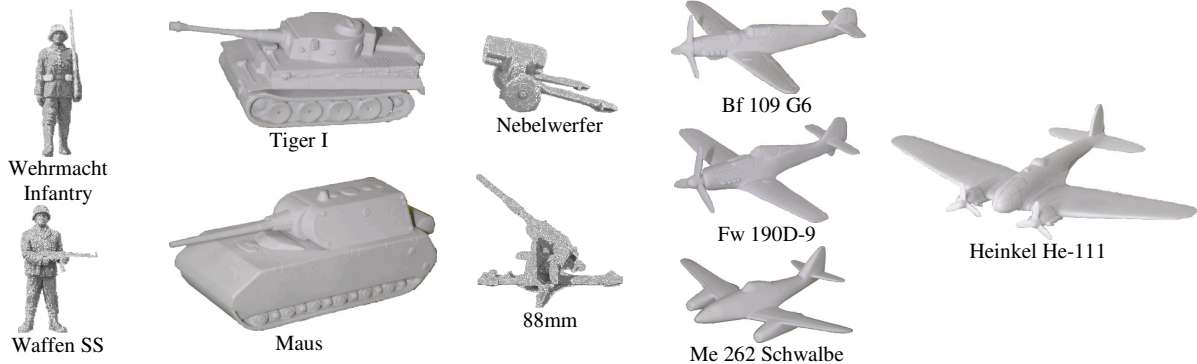 Wehrmacht
Infantry
Waffen SS
Tiger I
Maus
Nebelwerfer
88mm
Bf 109 G6
Fw 190D-9
Me 262 Schwalbe
Heinkel He-111